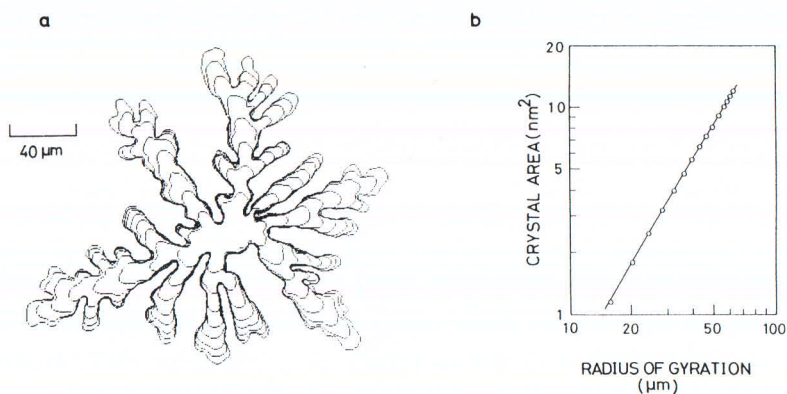 a
40 µm
b
CRYSTAL AREA (nm²)
20
10
5
1
10
20
50
100
RADIUS OF GYRATION
(µm)